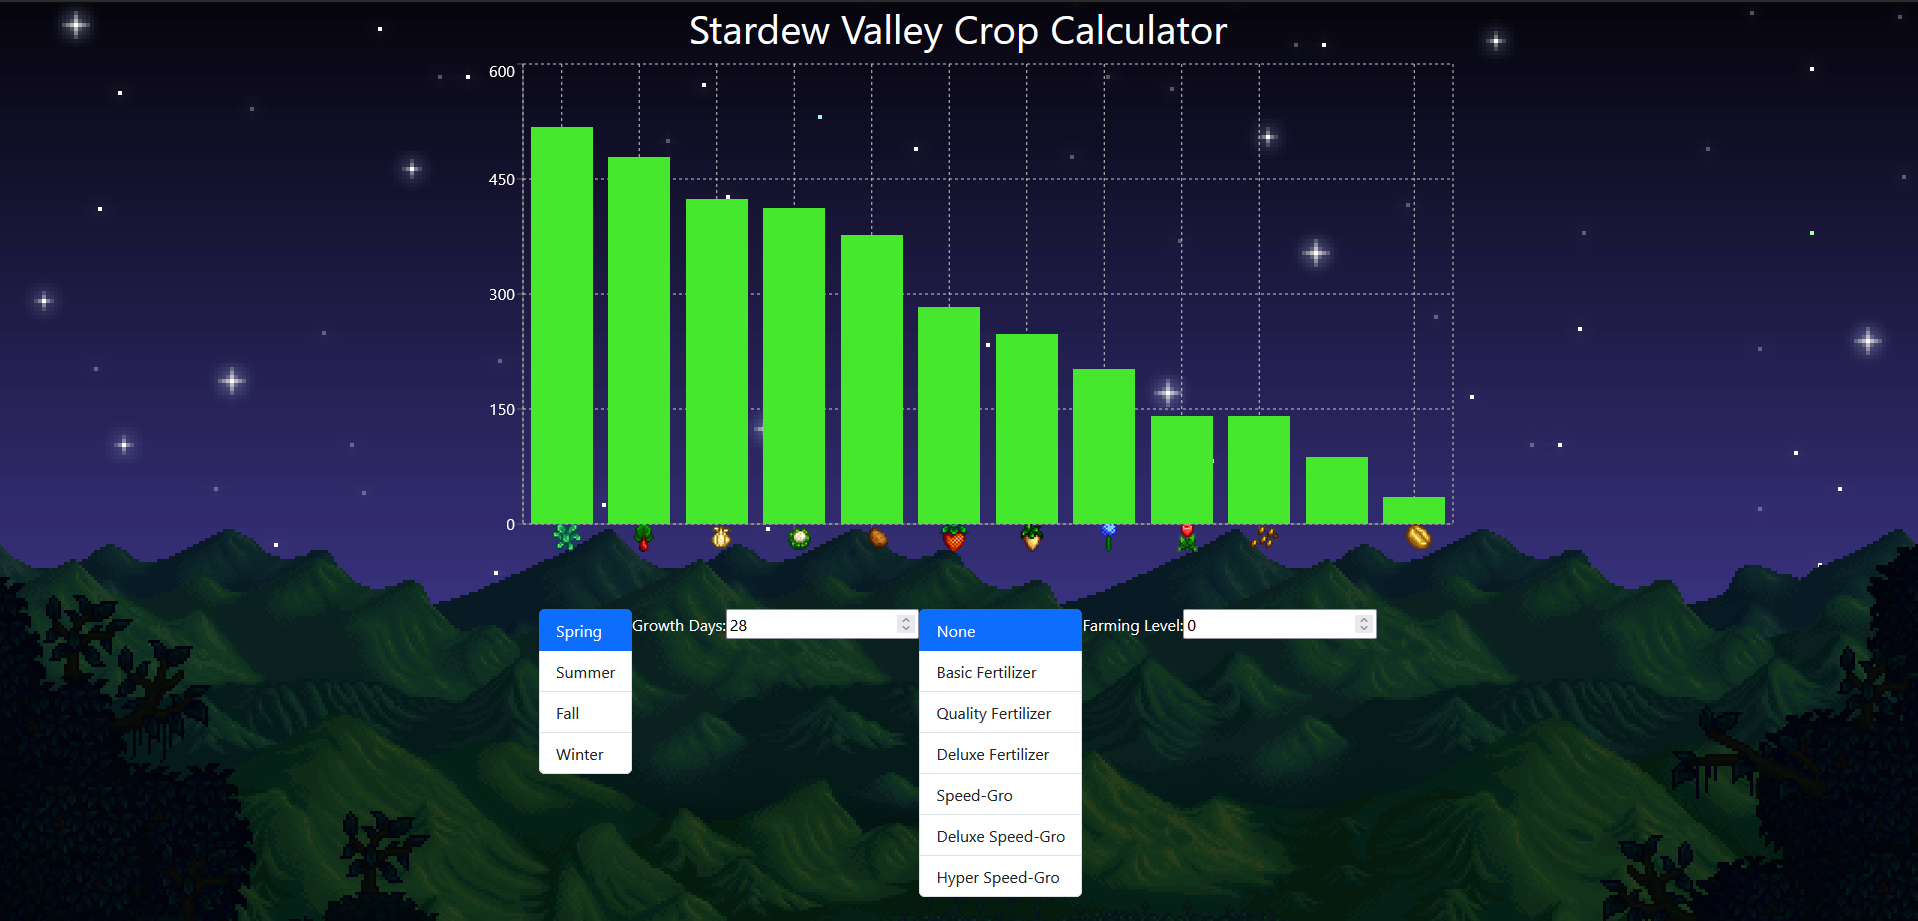 Stardew Valley Crop Calculator
600
450
300
150
0
Spring
Summer
Fall
Winter
Growth Days: 28
None
Basic Fertilizer
Quality Fertilizer
Deluxe Fertilizer
Speed-Gro
Deluxe Speed-Gro
Hyper Speed-Gro
Farming Level: 0